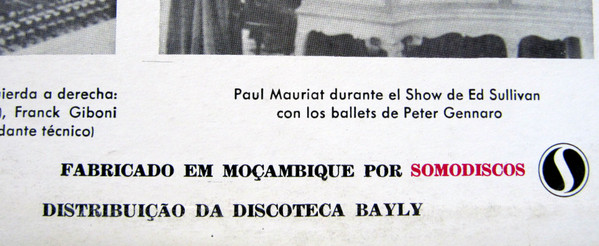 ierda a derecha:
), Franck Giboni
dante técnico)
Paul Mauriat durante el Show de Ed Sullivan
con los ballets de Peter Gennaro
FABRICADO EM MOÇAMBIQUE POR SOMODISCOS
DISTRIBUIÇÃO DA DISCOTECA BAYLY